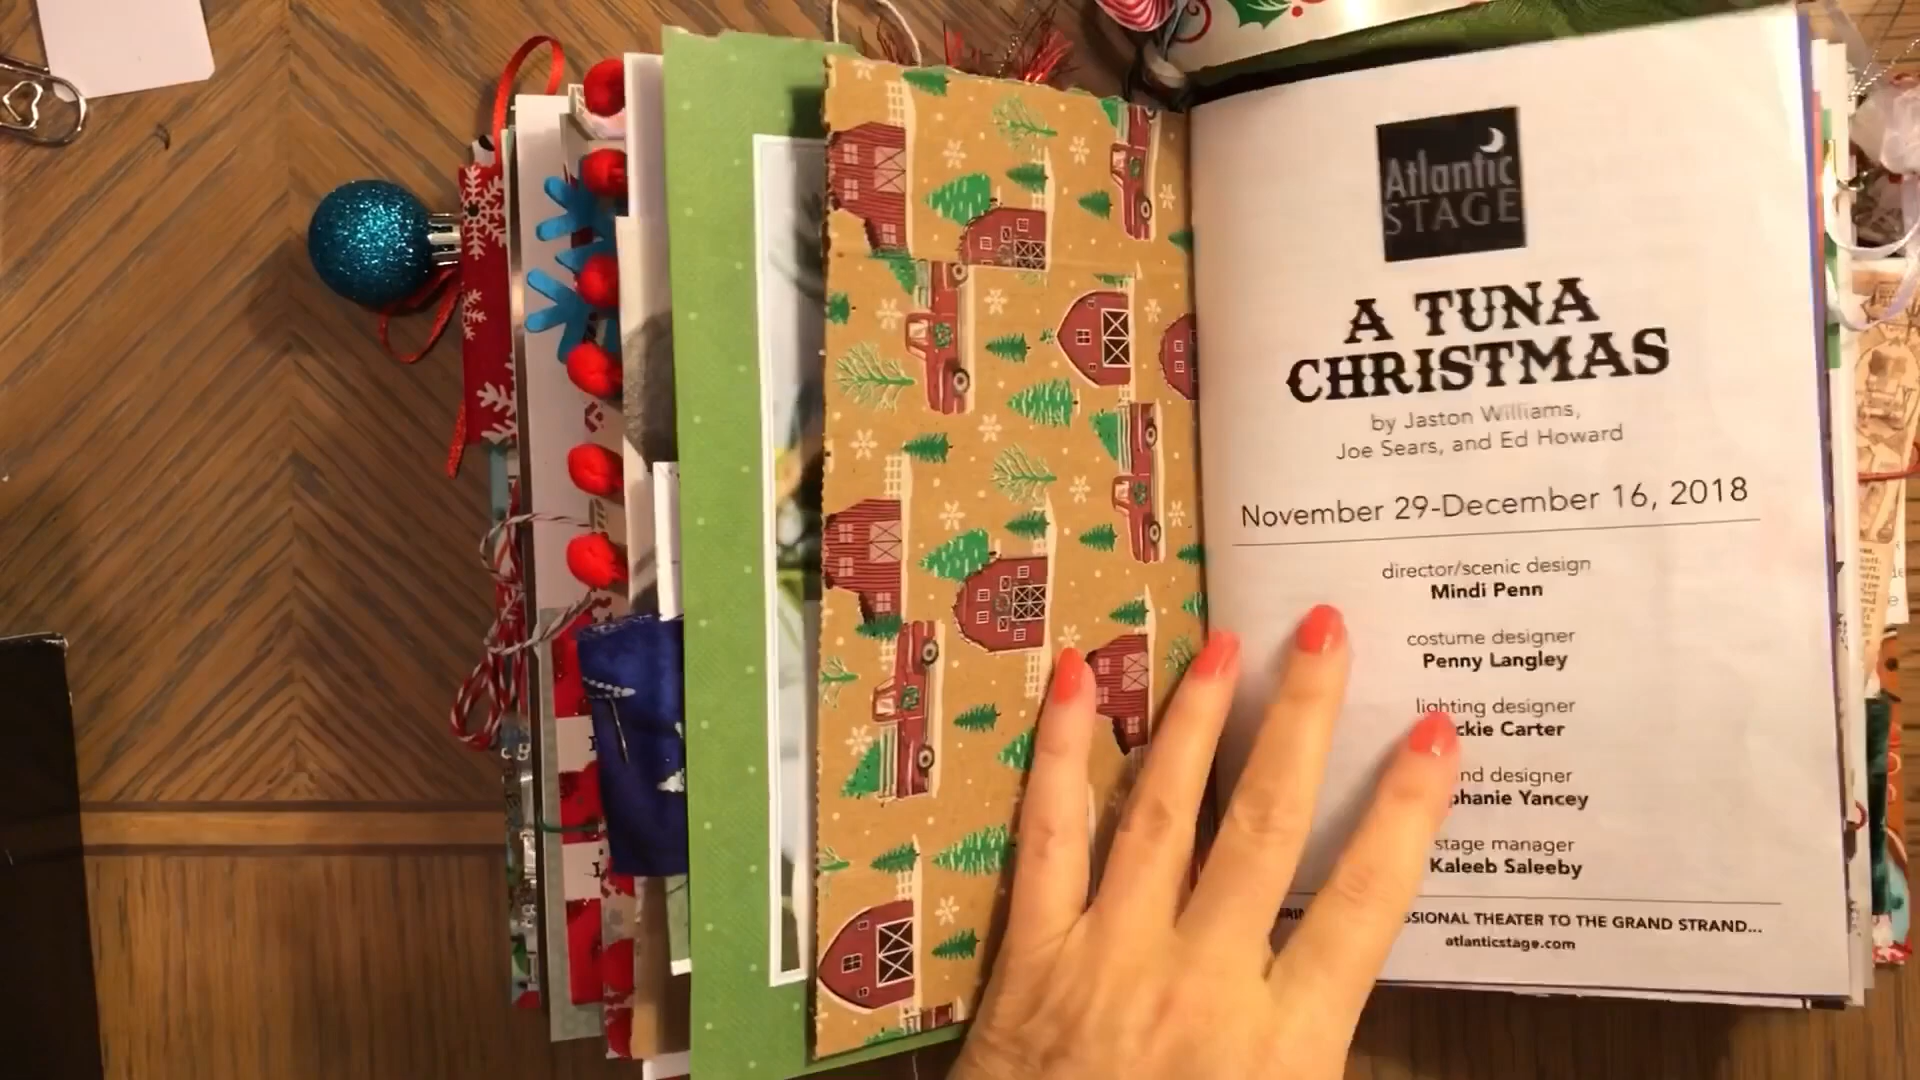 Atlantic
STAGE
A TUNA
CHRISTMAS
by Jaston Williams,
Joe Sears, and Ed Howard
November 29-December 16, 2018
director/scenic design
Mindi Penn
costume designer
Penny Langley
lighting designer
Carter
designer
Yancey
stage manager
Kaleeb Saleeby
THEATER TO THE GRAND STRAND...
atlanticstage.com